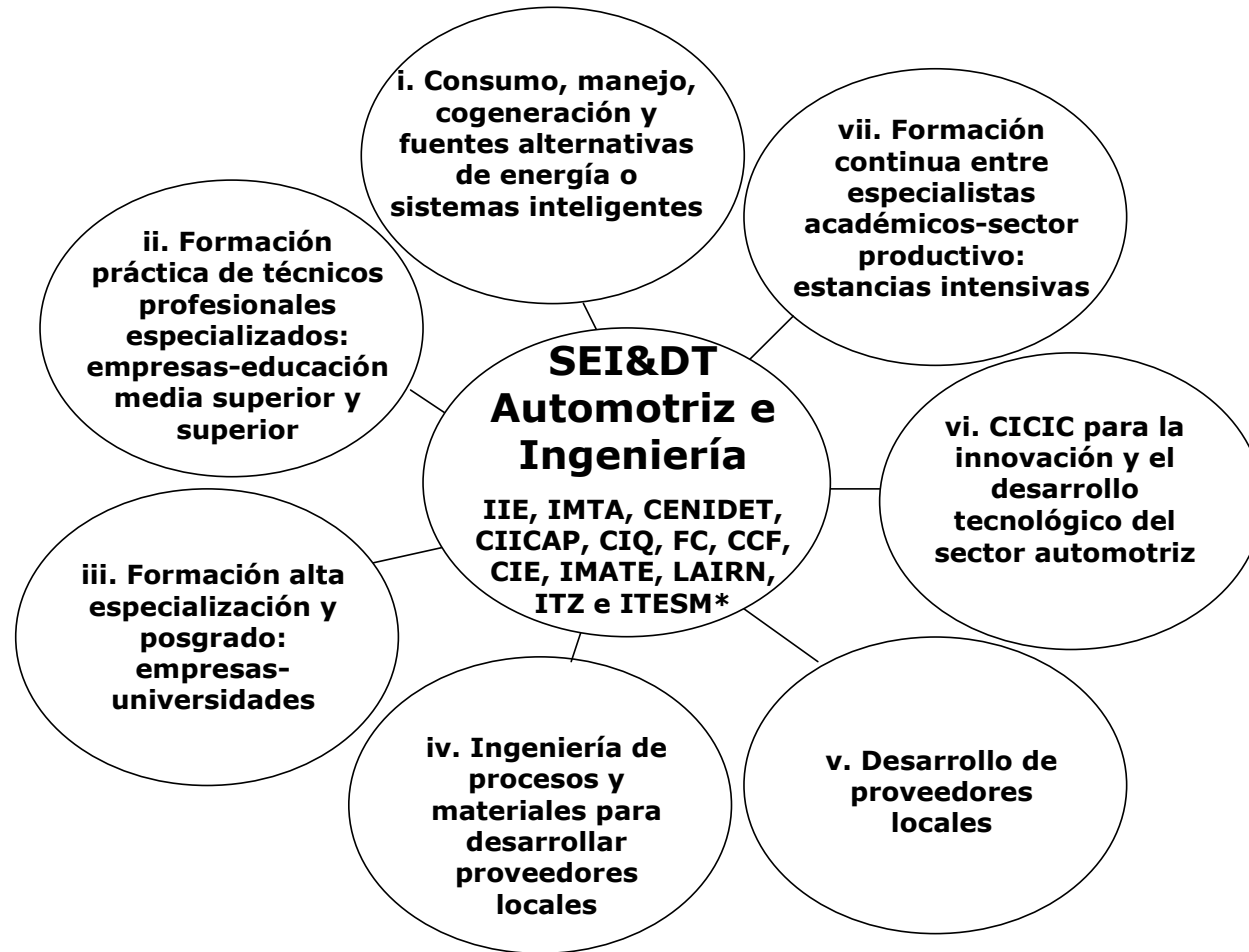 i. Consumo, manejo,
cogeneración y
fuentes alternativas
de energía o
sistemas inteligentes
ii. Formación
práctica de técnicos
profesionales
especializados:
empresas-educación
media superior y
superior
iii. Formación alta
especialización y
posgrado:
empresas-
universidades
iv. Ingeniería de
procesos y
materiales para
desarrollar
proveedores
locales
v. Desarrollo de
proveedores
locales
vi. CICIC para la
innovación y el
desarrollo
tecnológico del
sector automotriz
vii. Formación
continua entre
especialistas
académicos-sector
productivo:
estancias intensivas
SEI&DT
Automotriz e
Ingeniería
IIE, IMTA, CENIDET,
CIICAP, CIQ, FC, CCF,
CIE, IMATE, LAIRN,
ITZ e ITESM*